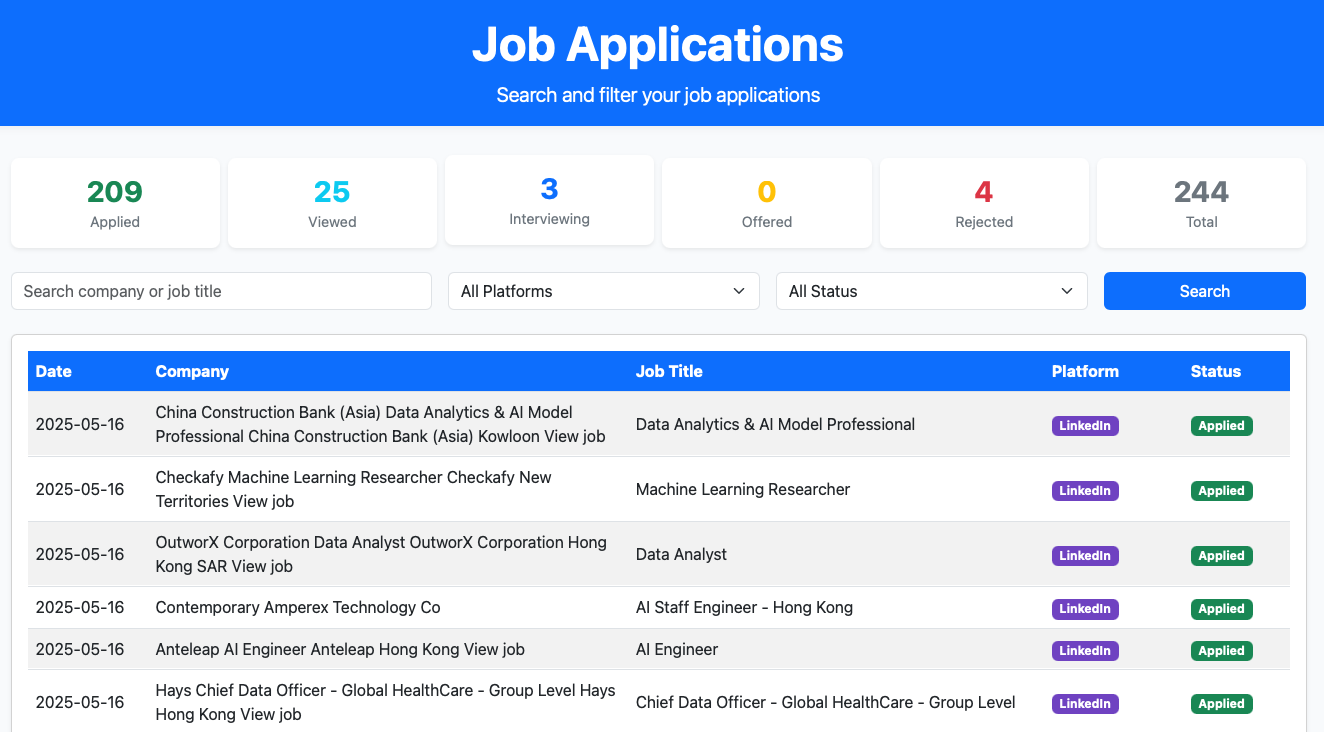 Job Applications
Search and filter your job applications
209
Applied
25
Viewed
3
Interviewing
0
Offered
4
Rejected
244
Total
Search company or job title
All Platforms
All Status
Search
Date Company Job Title Platform Status
2025-05-16 China Construction Bank (Asia) Data Analytics & AI Model
Professional China Construction Bank (Asia) Kowloon View job
Data Analytics & AI Model Professional LinkedIn Applied
2025-05-16 Checkafy Machine Learning Researcher Checkafy New
Territories View job
Machine Learning Researcher LinkedIn Applied
2025-05-16 OutworX Corporation Data Analyst OutworX Corporation Hong
Kong SAR View job
Data Analyst LinkedIn Applied
2025-05-16 Contemporary Amperex Technology Co AI Staff Engineer - Hong Kong LinkedIn Applied
2025-05-16 Anteleap AI Engineer Anteleap Hong Kong View job AI Engineer LinkedIn Applied
2025-05-16 Hays Chief Data Officer - Global HealthCare - Group Level Hays
Hong Kong View job
Chief Data Officer - Global HealthCare - Group Level LinkedIn Applied